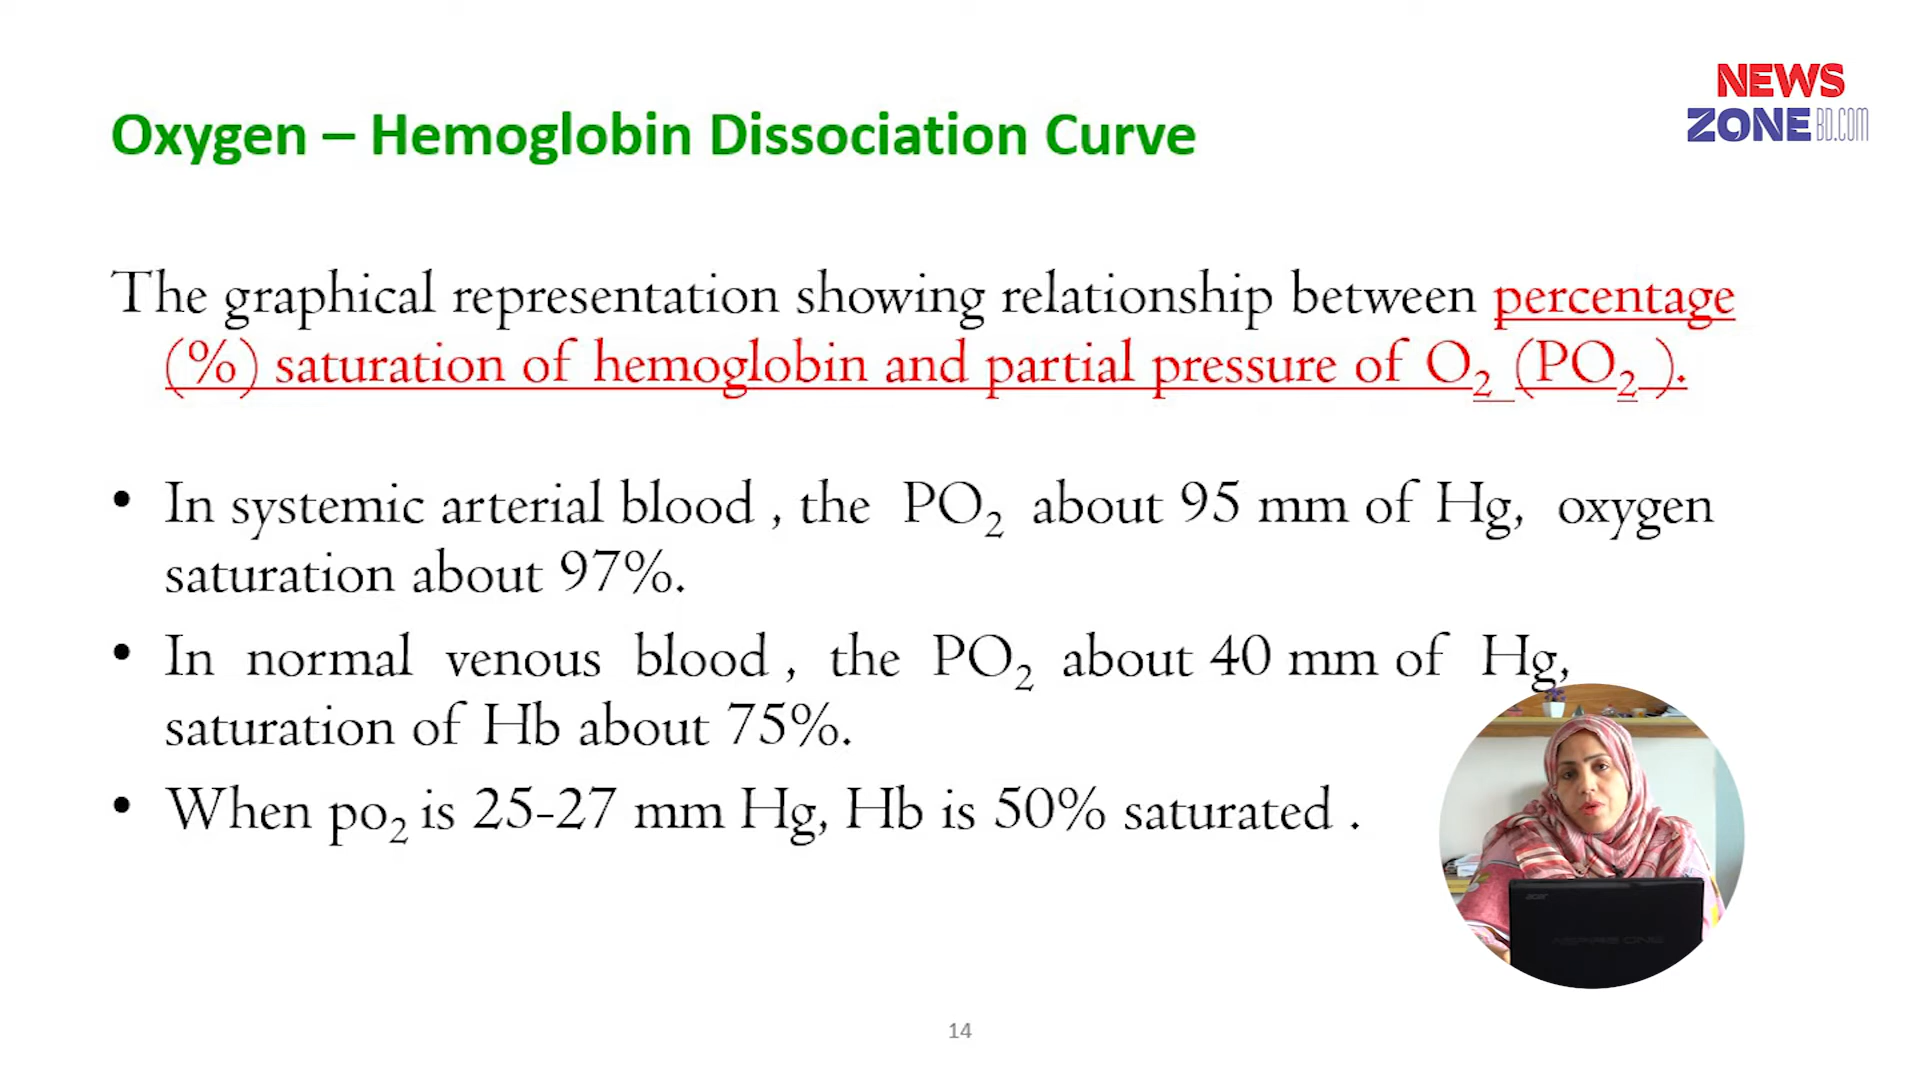 NEWS
ZONE BD.COM
Oxygen – Hemoglobin Dissociation Curve
The graphical representation showing relationship between percentage
(%) saturation of hemoglobin and partial pressure of O₂ (PO₂ ).
• In systemic arterial blood , the PO₂ about 95 mm of Hg, oxygen
saturation about 97%.
• In normal venous blood , the PO₂ about 40 mm of Hg,
saturation of Hb about 75%.
• When po₂ is 25-27 mm Hg, Hb is 50% saturated .
acer
ASPIRE ONE
14